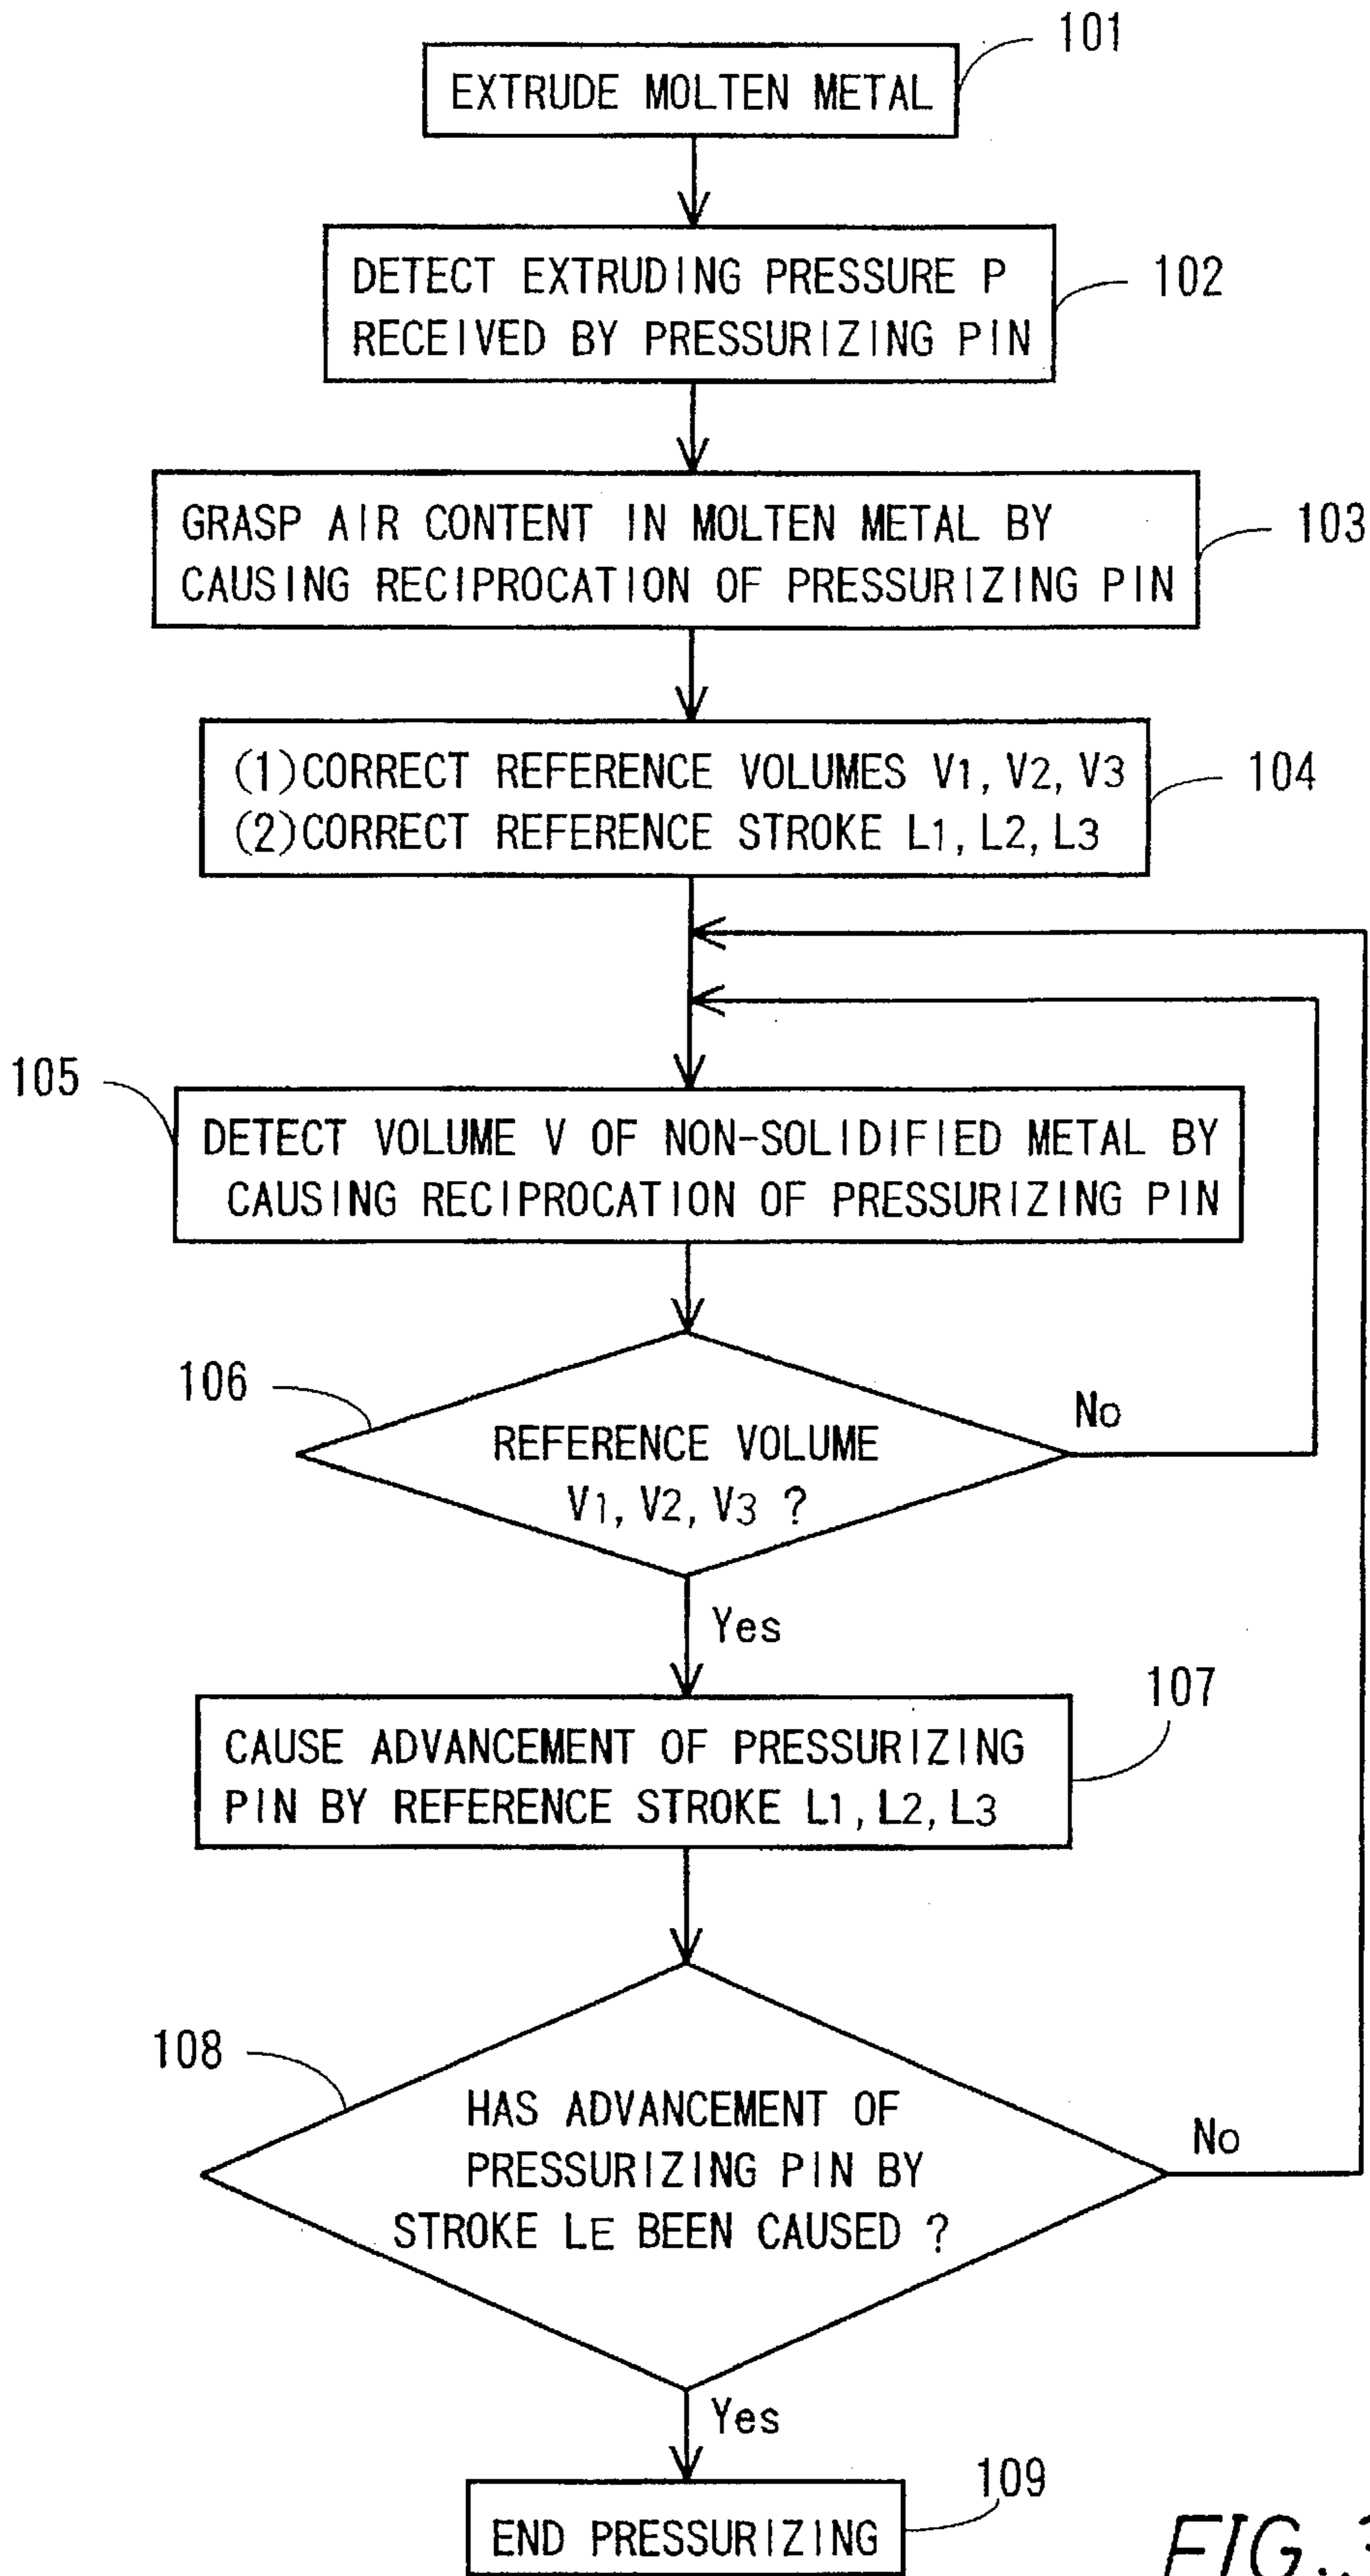 101
EXTRUDE MOLTEN METAL
DETECT EXTRUDING PRESSURE P
RECEIVED BY PRESSURIZING PIN
102
GRASP AIR CONTENT IN MOLTEN METAL BY
CAUSING RECIPROCATION OF PRESSURIZING PIN
103
(1)CORRECT REFERENCE VOLUMES V1, V2, V3
(2)CORRECT REFERENCE STROKE L1, L2, L3
104
105
DETECT VOLUME V OF NON-SOLIDIFIED METAL BY
CAUSING RECIPROCATION OF PRESSURIZING PIN
106
REFERENCE VOLUME
V1, V2, V3 ?
No
Yes
107
CAUSE ADVANCEMENT OF PRESSURIZING
PIN BY REFERENCE STROKE L1, L2, L3
108
HAS ADVANCEMENT OF
PRESSURIZING PIN BY
STROKE LE BEEN CAUSED ?
No
Yes
109
END PRESSURIZING
FIG.3